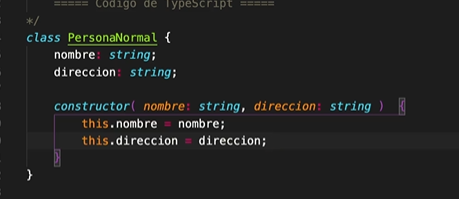 ===== Código de TypeScript =====
*/
class PersonaNormal {
nombre: string;
direccion: string;
constructor( nombre: string, direccion: string ) {
this.nombre = nombre;
this.direccion = direccion;
}
}